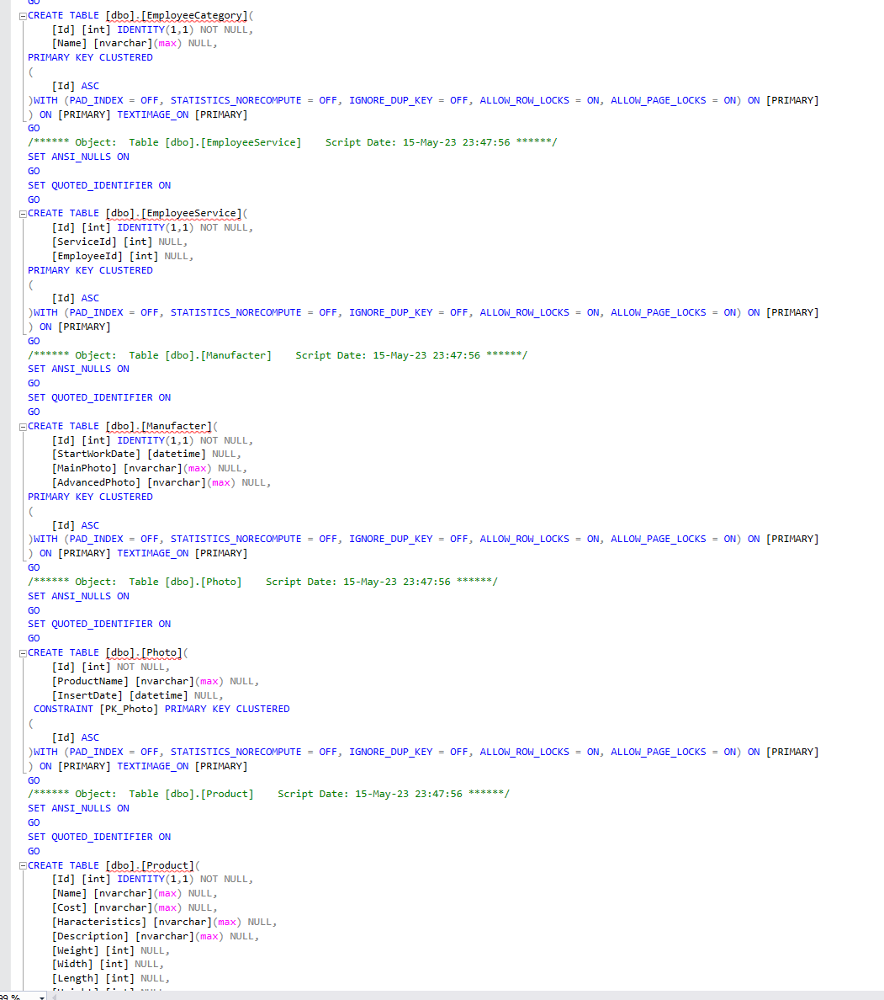 GO
CREATE TABLE [dbo].[EmployeeCategory](
[Id] [int] IDENTITY(1,1) NOT NULL,
[Name] [nvarchar](max) NULL,
PRIMARY KEY CLUSTERED
(
[Id] ASC
)WITH (PAD_INDEX = OFF, STATISTICS_NORECOMPUTE = OFF, IGNORE_DUP_KEY = OFF, ALLOW_ROW_LOCKS = ON, ALLOW_PAGE_LOCKS = ON) ON [PRIMARY]
) ON [PRIMARY] TEXTIMAGE_ON [PRIMARY]
GO
/****** Object:  Table [dbo].[EmployeeService]    Script Date: 15-May-23 23:47:56 ******/
SET ANSI_NULLS ON
GO
SET QUOTED_IDENTIFIER ON
GO
CREATE TABLE [dbo].[EmployeeService](
[Id] [int] IDENTITY(1,1) NOT NULL,
[ServiceId] [int] NULL,
[EmployeeId] [int] NULL,
PRIMARY KEY CLUSTERED
(
[Id] ASC
)WITH (PAD_INDEX = OFF, STATISTICS_NORECOMPUTE = OFF, IGNORE_DUP_KEY = OFF, ALLOW_ROW_LOCKS = ON, ALLOW_PAGE_LOCKS = ON) ON [PRIMARY]
) ON [PRIMARY]
GO
/****** Object:  Table [dbo].[Manufacter]    Script Date: 15-May-23 23:47:56 ******/
SET ANSI_NULLS ON
GO
SET QUOTED_IDENTIFIER ON
GO
CREATE TABLE [dbo].[Manufacter](
[Id] [int] IDENTITY(1,1) NOT NULL,
[StartWorkDate] [datetime] NULL,
[MainPhoto] [nvarchar](max) NULL,
[AdvancedPhoto] [nvarchar](max) NULL,
PRIMARY KEY CLUSTERED
(
[Id] ASC
)WITH (PAD_INDEX = OFF, STATISTICS_NORECOMPUTE = OFF, IGNORE_DUP_KEY = OFF, ALLOW_ROW_LOCKS = ON, ALLOW_PAGE_LOCKS = ON) ON [PRIMARY]
) ON [PRIMARY] TEXTIMAGE_ON [PRIMARY]
GO
/****** Object:  Table [dbo].[Photo]    Script Date: 15-May-23 23:47:56 ******/
SET ANSI_NULLS ON
GO
SET QUOTED_IDENTIFIER ON
GO
CREATE TABLE [dbo].[Photo](
[Id] [int] NOT NULL,
[ProductName] [nvarchar](max) NULL,
[InsertDate] [datetime] NULL,
CONSTRAINT [PK_Photo] PRIMARY KEY CLUSTERED
(
[Id] ASC
)WITH (PAD_INDEX = OFF, STATISTICS_NORECOMPUTE = OFF, IGNORE_DUP_KEY = OFF, ALLOW_ROW_LOCKS = ON, ALLOW_PAGE_LOCKS = ON) ON [PRIMARY]
) ON [PRIMARY] TEXTIMAGE_ON [PRIMARY]
GO
/****** Object:  Table [dbo].[Product]    Script Date: 15-May-23 23:47:56 ******/
SET ANSI_NULLS ON
GO
SET QUOTED_IDENTIFIER ON
GO
CREATE TABLE [dbo].[Product](
[Id] [int] IDENTITY(1,1) NOT NULL,
[Name] [nvarchar](max) NULL,
[Cost] [nvarchar](max) NULL,
[Haracteristics] [nvarchar](max) NULL,
[Description] [nvarchar](max) NULL,
[Weight] [int] NULL,
[Width] [int] NULL,
[Length] [int] NULL,
99 %